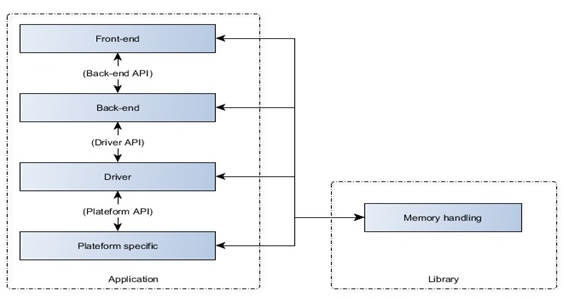 Front-end
(Back-end API)
Back-end
(Driver API)
Driver
(Plateform API)
Plateform specific
Application
Memory handling
Library